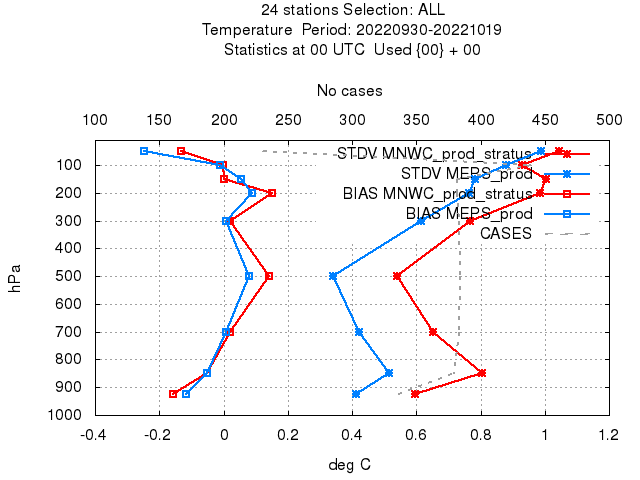 24 stations Selection: ALL
Temperature  Period: 20220930-20221019
Statistics at 00 UTC  Used {00} + 00
No cases
100 150 200 250 300 350 400 450 500
STDV MNWC_prod_stratus
STDV MEPS_prod
BIAS MNWC_prod_stratus
BIAS MEPS_prod
CASES
hPa
100
200
300
400
500
600
700
800
900
1000
-0.4 -0.2 0 0.2 0.4 0.6 0.8 1 1.2
deg C